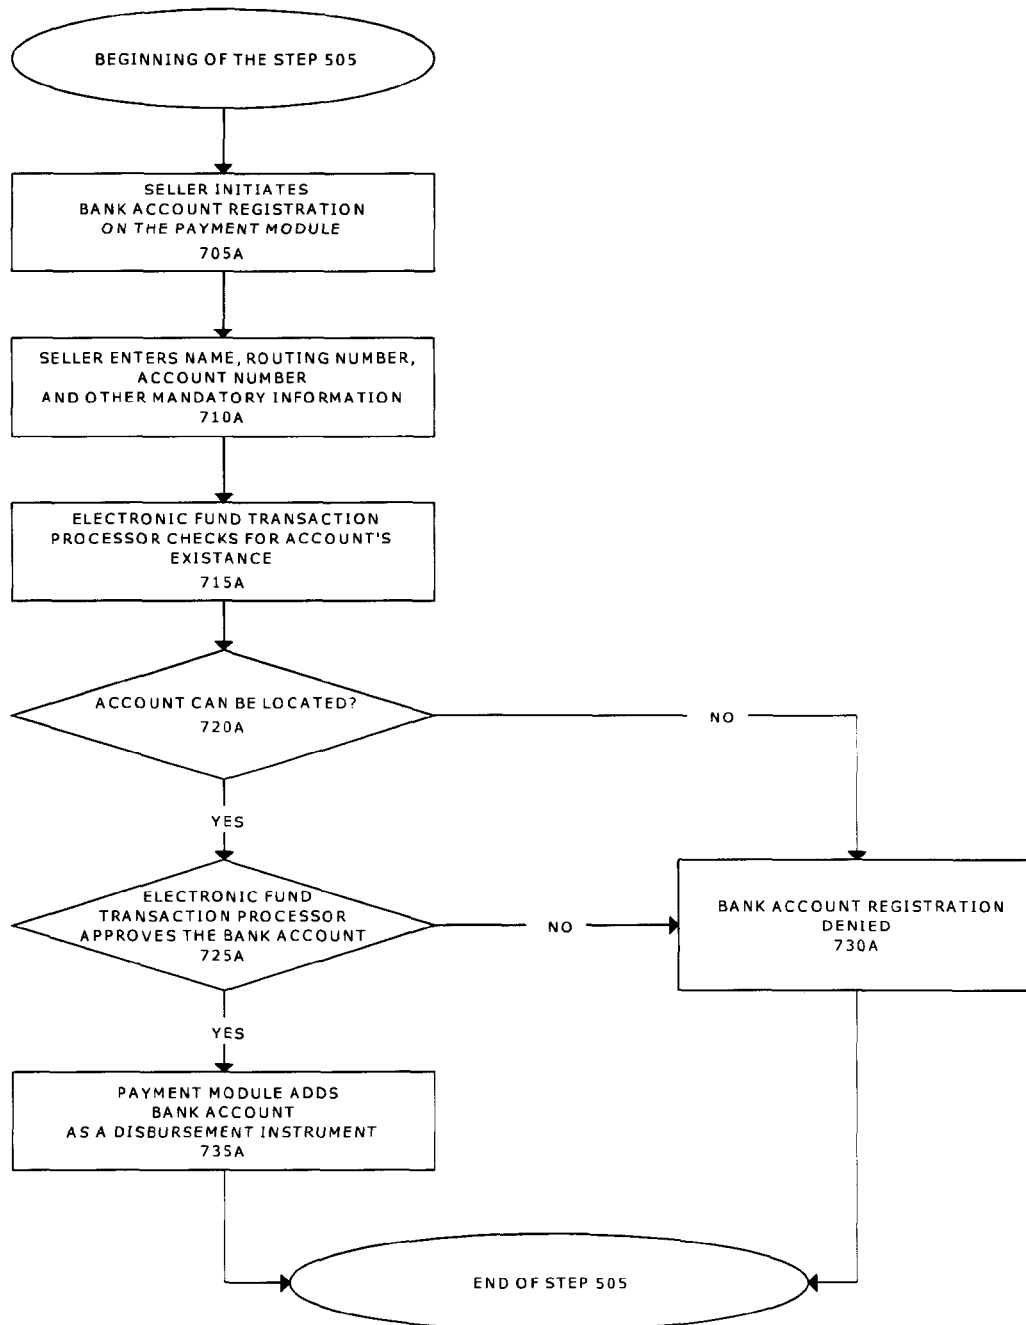 BEGINNING OF THE STEP 505
SELLER INITIATES
BANK ACCOUNT REGISTRATION
ON THE PAYMENT MODULE
705A
SELLER ENTERS NAME, ROUTING NUMBER,
ACCOUNT NUMBER
AND OTHER MANDATORY INFORMATION
710A
ELECTRONIC FUND TRANSACTION
PROCESSOR CHECKS FOR ACCOUNT'S
EXISTANCE
715A
ACCOUNT CAN BE LOCATED?
720A
NO
YES
ELECTRONIC FUND
TRANSACTION PROCESSOR
APPROVES THE BANK ACCOUNT
725A
NO
BANK ACCOUNT REGISTRATION
DENIED
730A
YES
PAYMENT MODULE ADDS
BANK ACCOUNT
AS A DISBURSEMENT INSTRUMENT
735A
END OF STEP 505